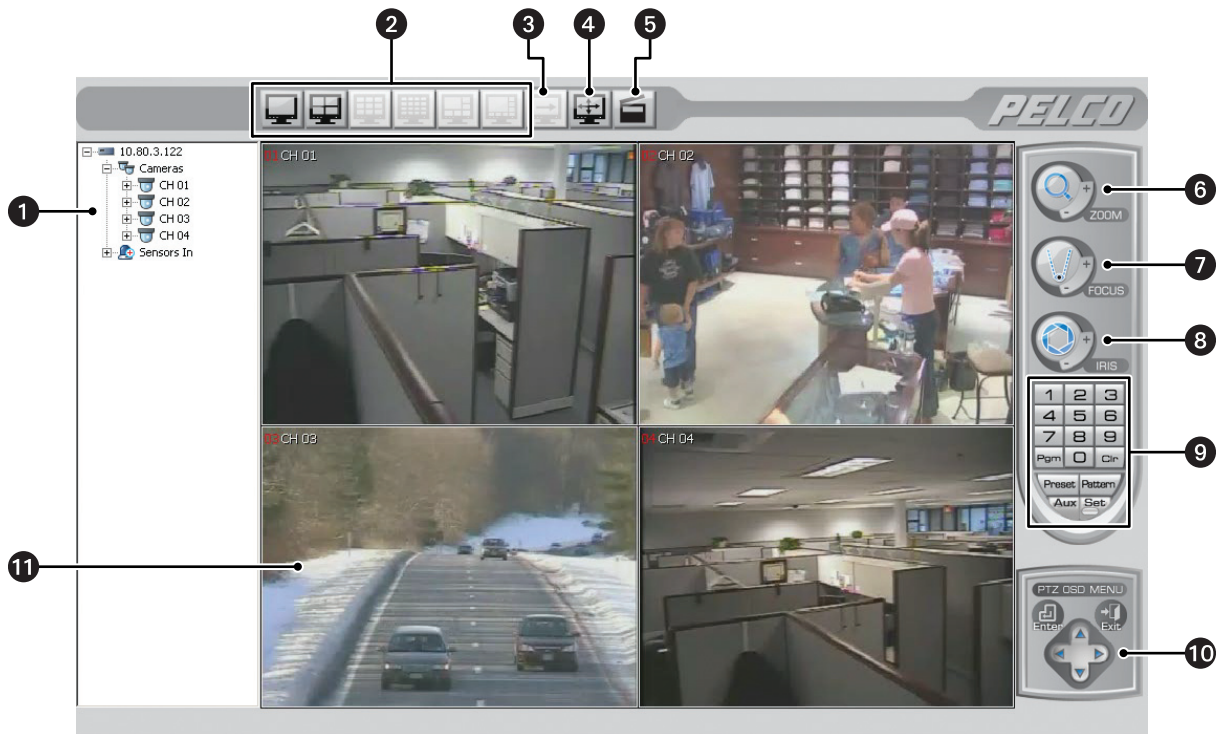 3
4
5
2
PELCO
10.80.3.122
Cameras
CH 01
CH 02
CH 03
CH 04
Sensors In
1
01 CH 01
02 CH 02
03 CH 03
04 CH 04
11
ZOOM
6
FOCUS
7
IRIS
8
1 2 3
4 5 6
7 8 9
Pgm 0 Clr
Preset Pattern
Aux Set
9
PTZ OSD MENU
Enter Exit
10